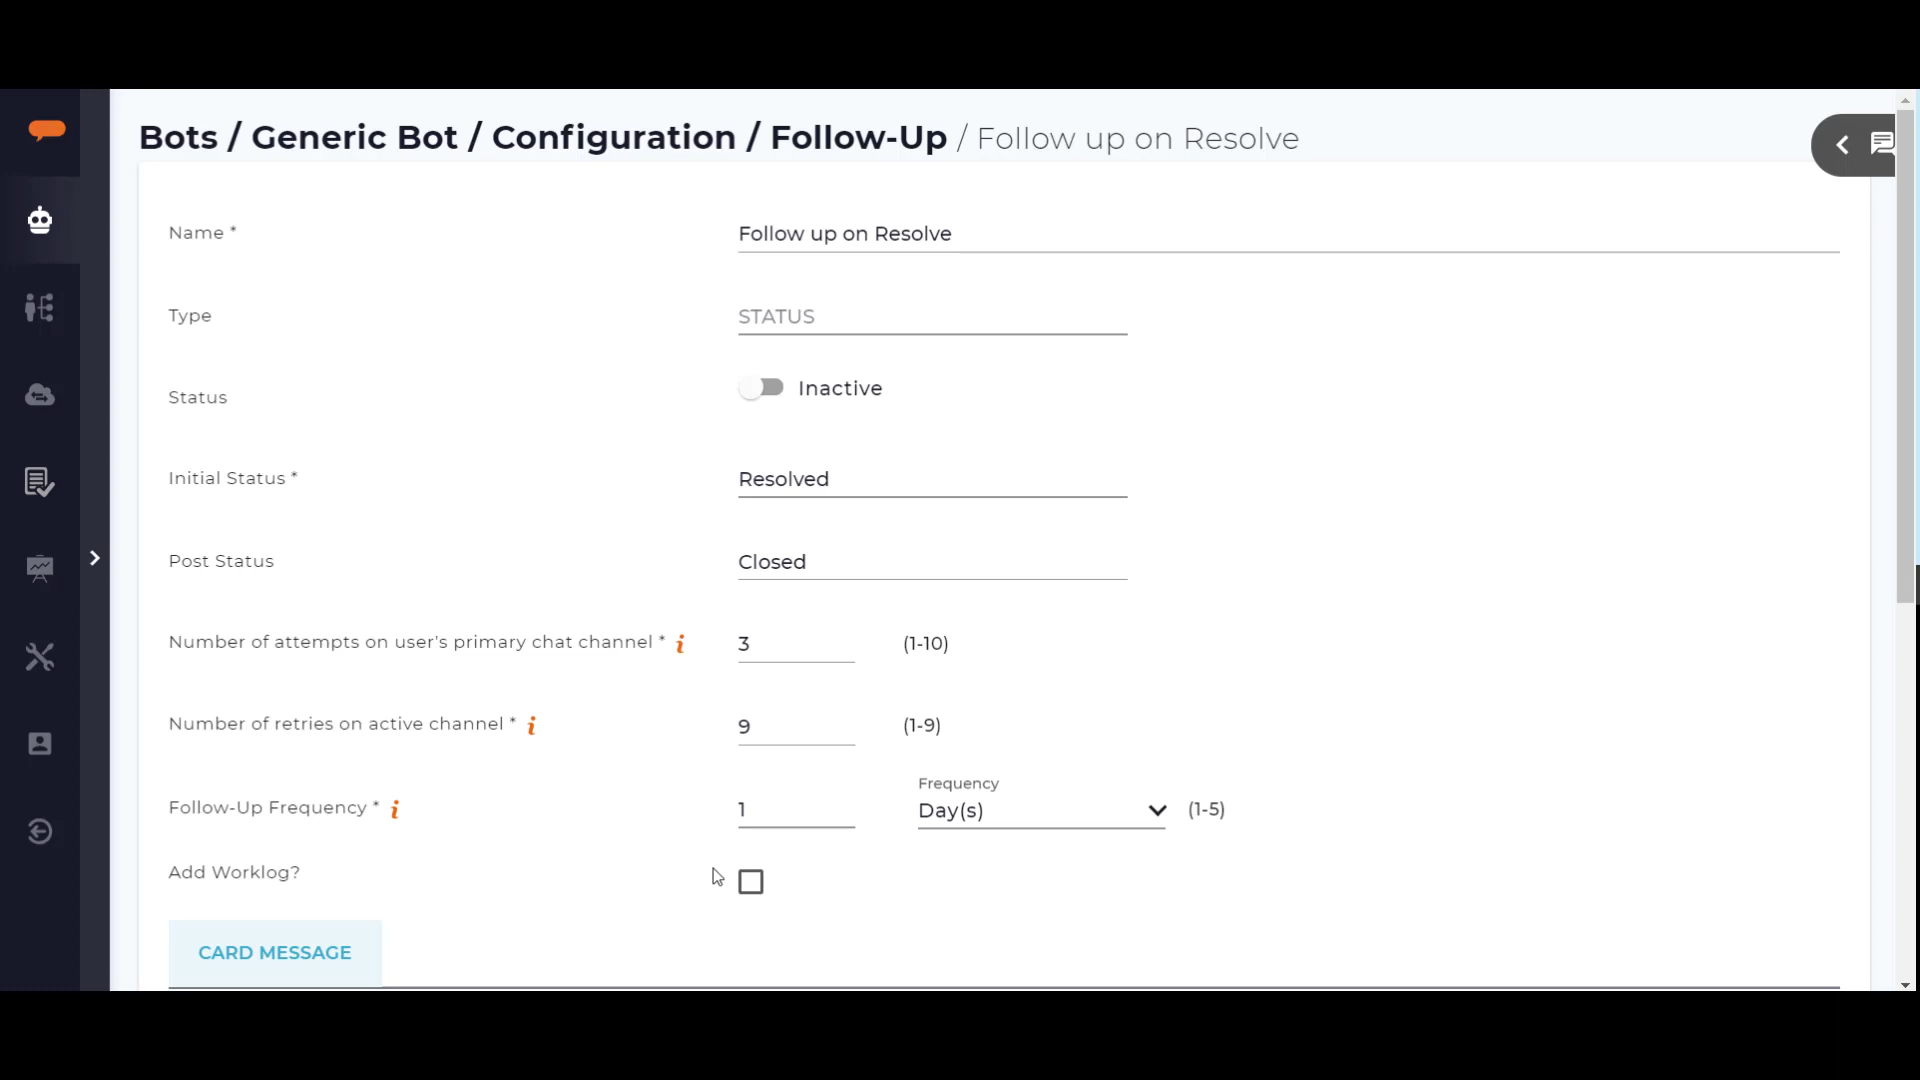 Bots / Generic Bot / Configuration / Follow-Up / Follow up on Resolve
Name * Follow up on Resolve
Type STATUS
Status Inactive
Initial Status * Resolved
Post Status Closed
Number of attempts on user's primary chat channel * i 3 (1-10)
Number of retries on active channel * i 9 (1-9)
Frequency
Follow-Up Frequency * i 1 Day(s) (1-5)
Add Worklog?
CARD MESSAGE